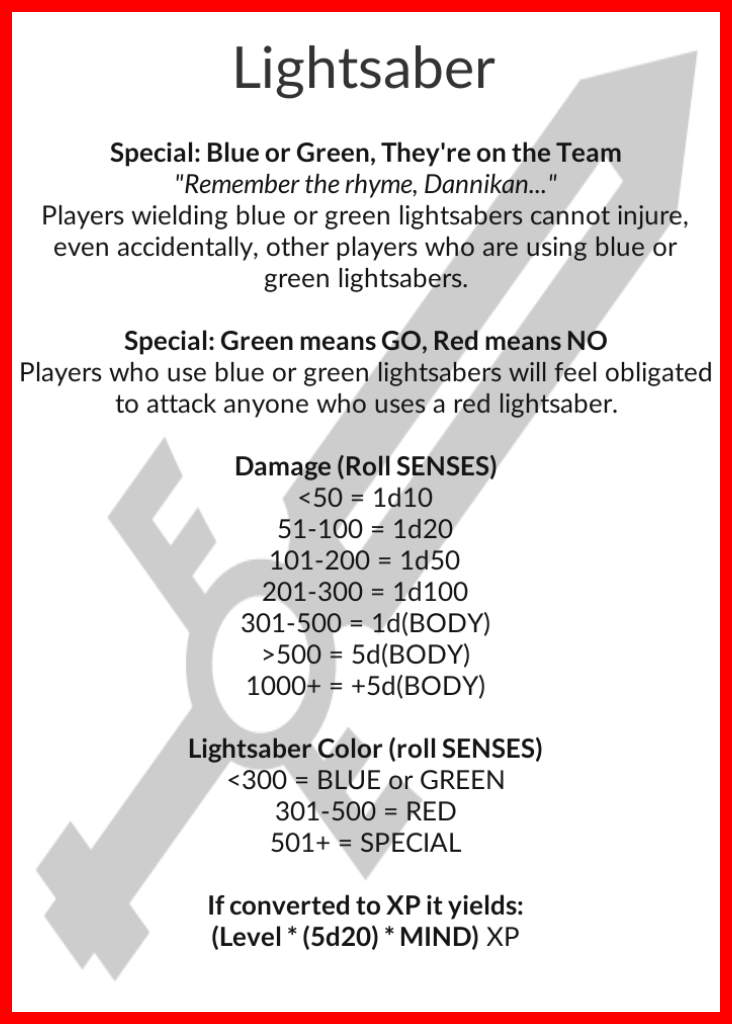 Lightsaber
Special: Blue or Green, They're on the Team
"Remember the rhyme, Dannikan..."
Players wielding blue or green lightsabers cannot injure,
even accidentally, other players who are using blue or
green lightsabers.
Special: Green means GO, Red means NO
Players who use blue or green lightsabers will feel obligated
to attack anyone who uses a red lightsaber.
Damage (Roll SENSES)
<50 = 1d10
51-100 = 1d20
101-200 = 1d50
201-300 = 1d100
301-500 = 1d(BODY)
>500 = 5d(BODY)
1000+ = +5d(BODY)
Lightsaber Color (roll SENSES)
<300 = BLUE or GREEN
301-500 = RED
501+ = SPECIAL
If converted to XP it yields:
(Level * (5d20) * MIND) XP